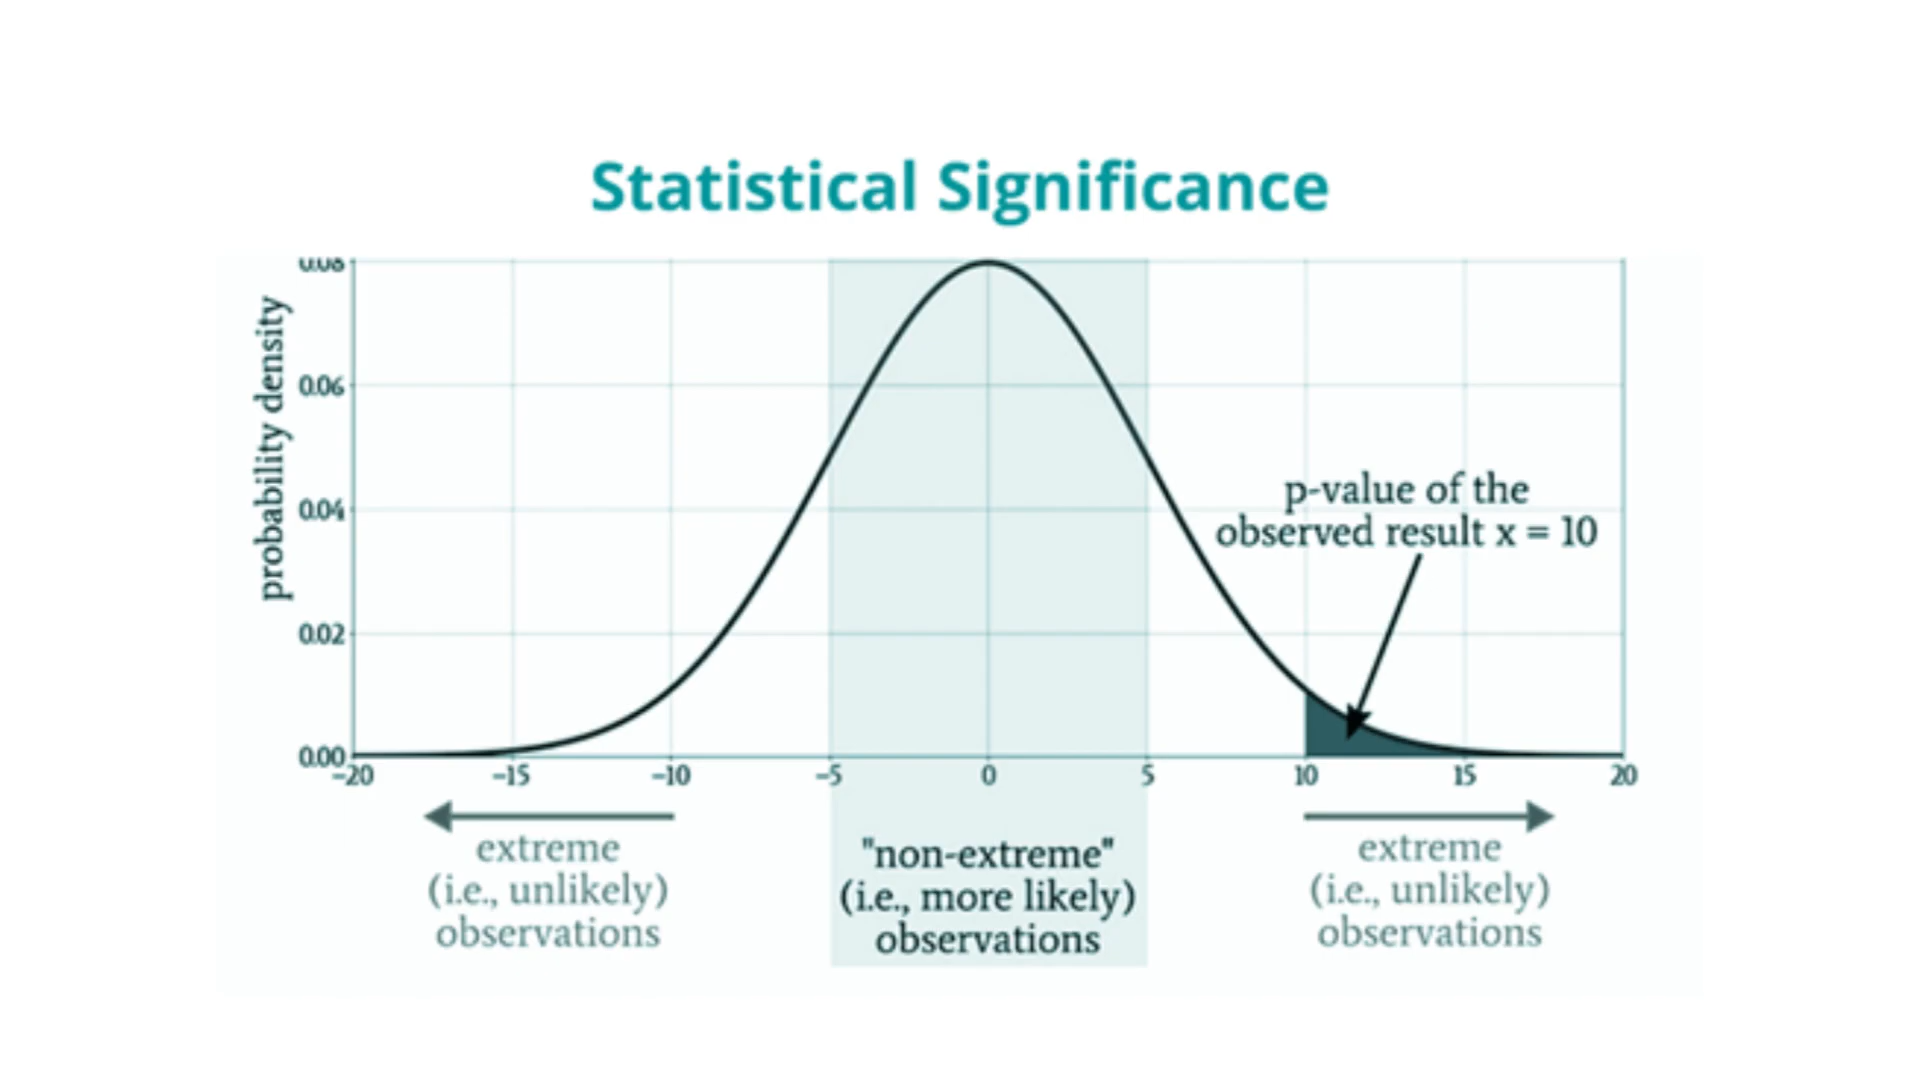 Statistical Significance
0.08
probability density
0.06
0.04
0.02
0.00
−20 −15 −10 −5 0 5 10 15 20
p-value of the
observed result x = 10
extreme
(i.e., unlikely)
observations
"non-extreme"
(i.e., more likely)
observations
extreme
(i.e., unlikely)
observations